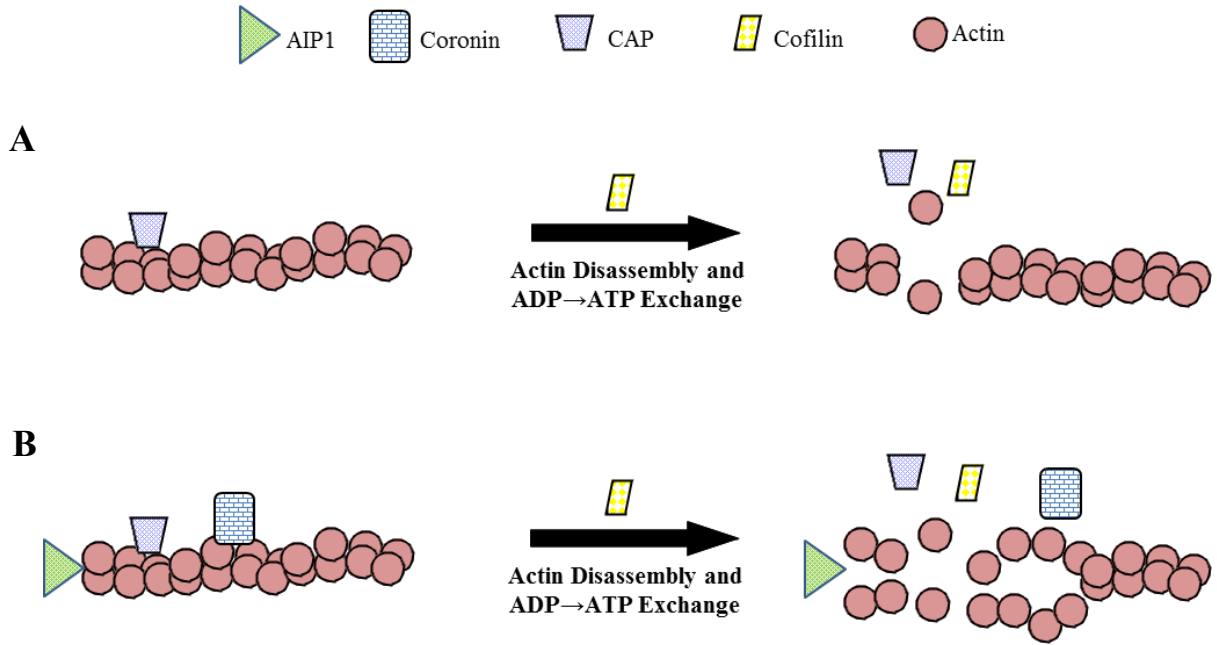 AIP1 Coronin CAP Cofilin Actin
A
Actin Disassembly and
ADP→ATP Exchange
B
Actin Disassembly and
ADP→ATP Exchange